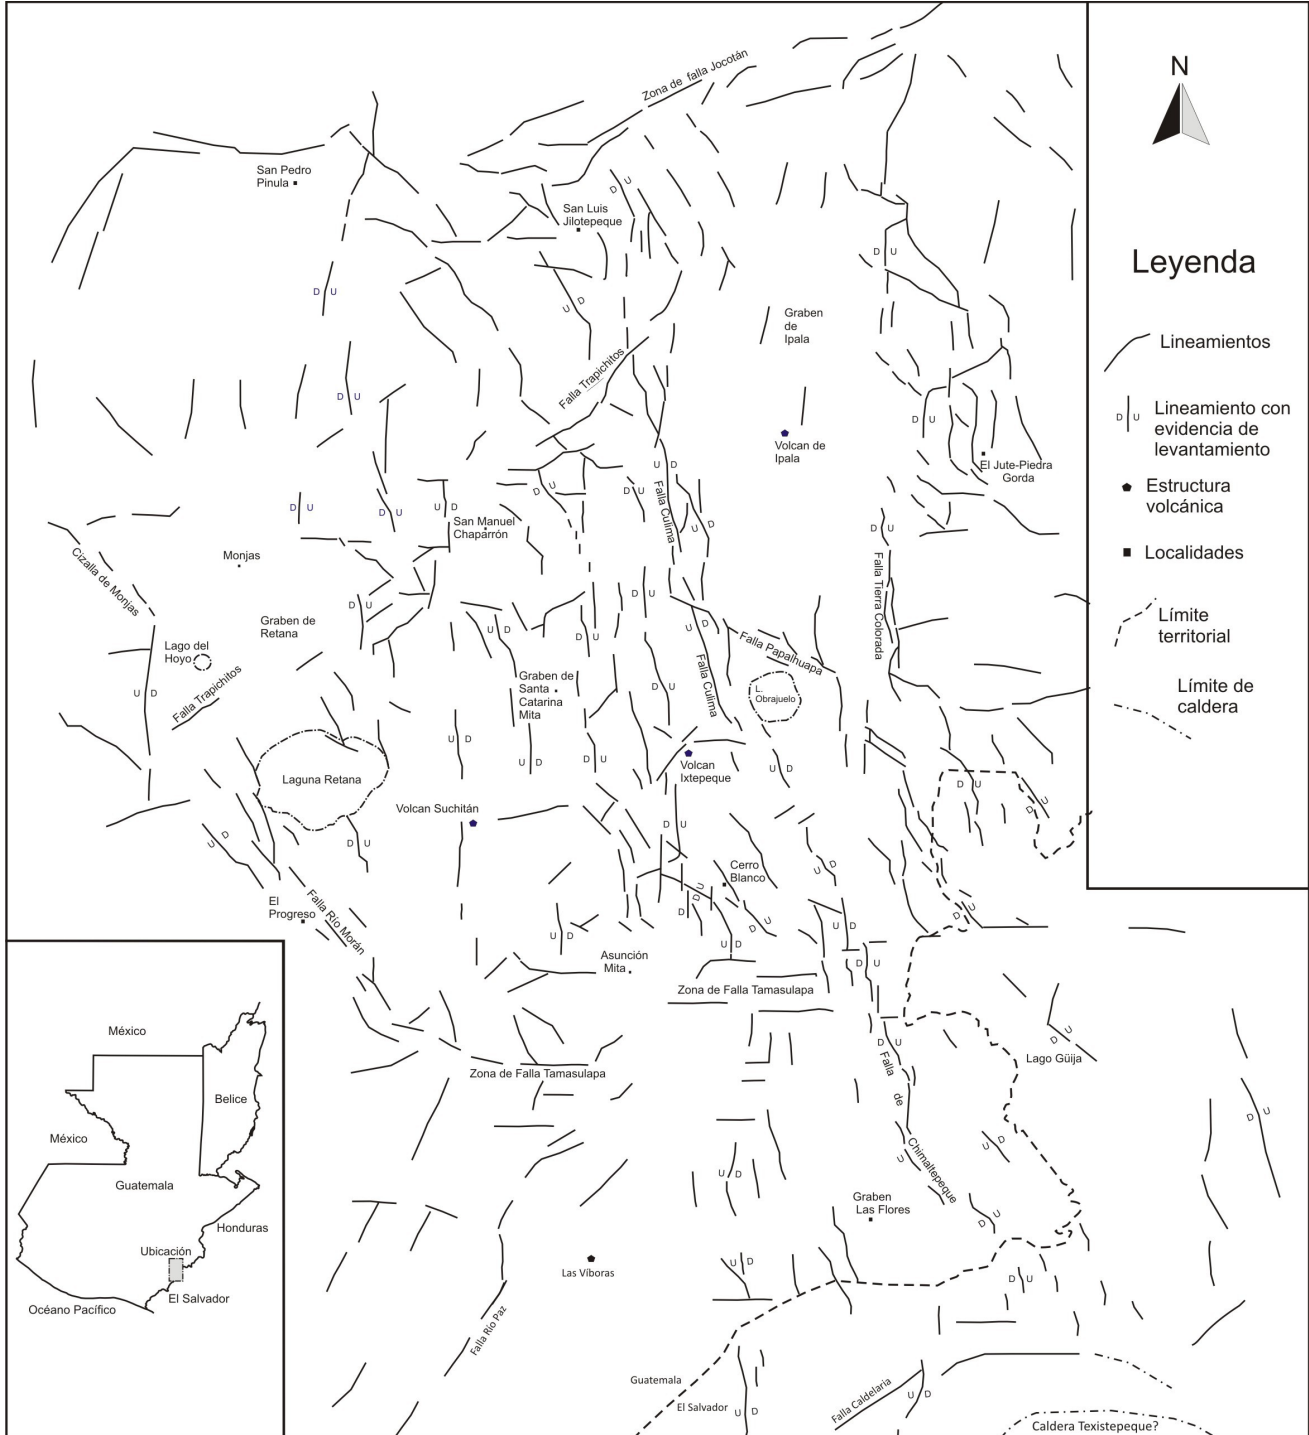 Zona de falla Jocotán
N
San Pedro
Pinula
D U
San Luis
Jilotepeque
D U
Leyenda
D U
U D
Graben
de
Ipala
Lineamientos
Falla Trapichitos
D U
D U
D U
Lineamiento con
evidencia de
levantamiento
Volcan de
Ipala
U D
El Jute-Piedra
Gorda
Estructura
volcánica
D U
D U
Falla Culima
D U
D U
U D
San Manuel
Chaparrón
U D
D U
Localidades
Monjas
Cizalla de Monjas
Falla Tierra Colorada
D U
D U
Límite
territorial
Graben de
Retana
U D
D U
U D
Falla Papalhuapa
Lago del
Hoyo
Falla Trapichitos
U D
Graben de
Santa
Catarina
Mita
D U
Falla Culima
L.
Obrajuelo
Límite de
caldera
U D
Laguna Retana
U D
D U
Volcan
Ixtepeque
U D
D U
D U
Volcan Suchitán
D U
U D
D U
Cerro
Blanco
U D
El
Progreso
Falla Río Morán
D U
D U
D U
U D
U D
D U
Asunción
Mita
D U
Zona de Falla Tamasulapa
México
D U
D U
Lago Güija
Zona de Falla Tamasulapa
Falla de Chimaltepeque
Belice
D U
México
U D
U
U D
Guatemala
Graben
Las Flores
D U
Honduras
Ubicación
U D
Las Víboras
D U
El Salvador
Océano Pacífico
Falla Río Paz
Guatemala
El Salvador
U D
Falla Caldelaria
U D
Caldera Texistepeque?